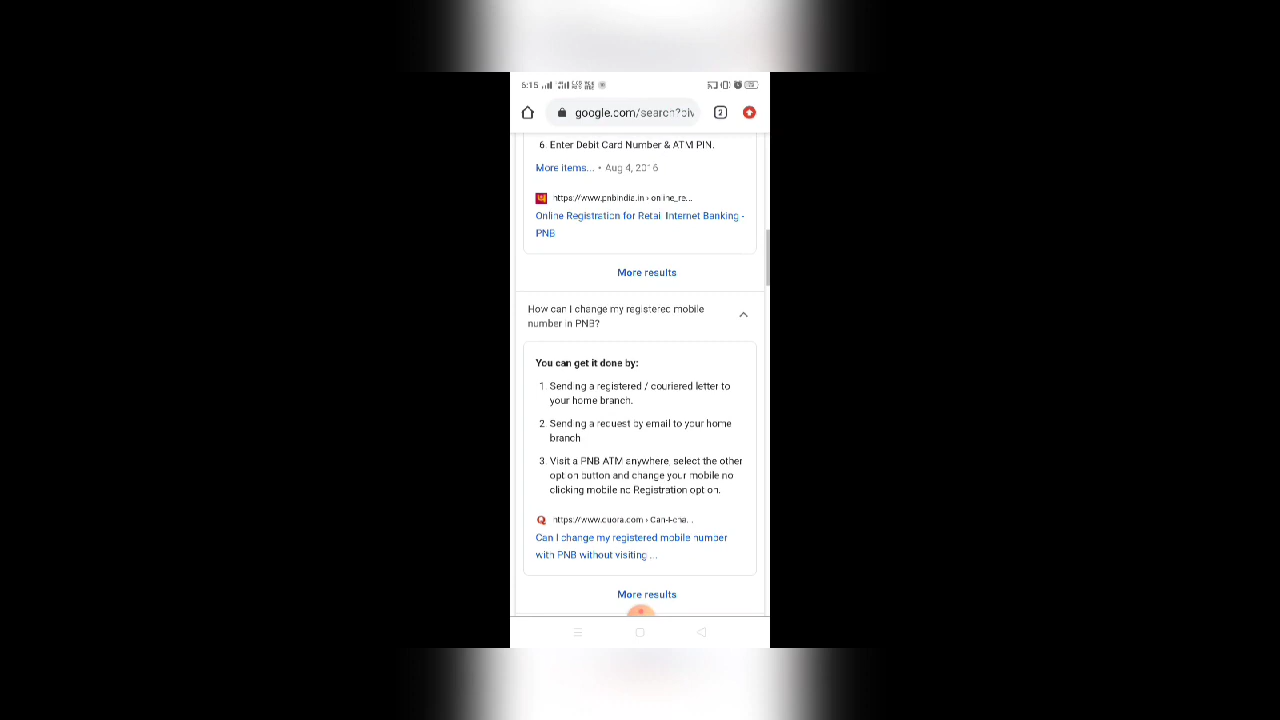 6:15
google.com/search?biv
2
6. Enter Debit Card Number & ATM PIN.
More items... • Aug 4, 2016
https://www.pnbindia.in › online_re...
Online Registration for Retail Internet Banking -
PNB
More results
How can I change my registered mobile
number in PNB?
You can get it done by:
1. Sending a registered / couriered letter to
your home branch.
2. Sending a request by email to your home
branch
3. Visit a PNB ATM anywhere, select the other
option button and change your mobile no
clicking mobile no Registration option.
https://www.quora.com › Can-I-cha...
Can I change my registered mobile number
with PNB without visiting ...
More results